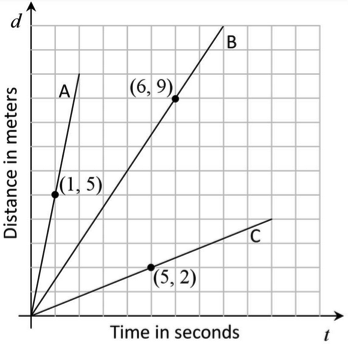 d
B
(6, 9)
A
(1, 5)
Distance in meters
C
(5, 2)
Time in seconds
t